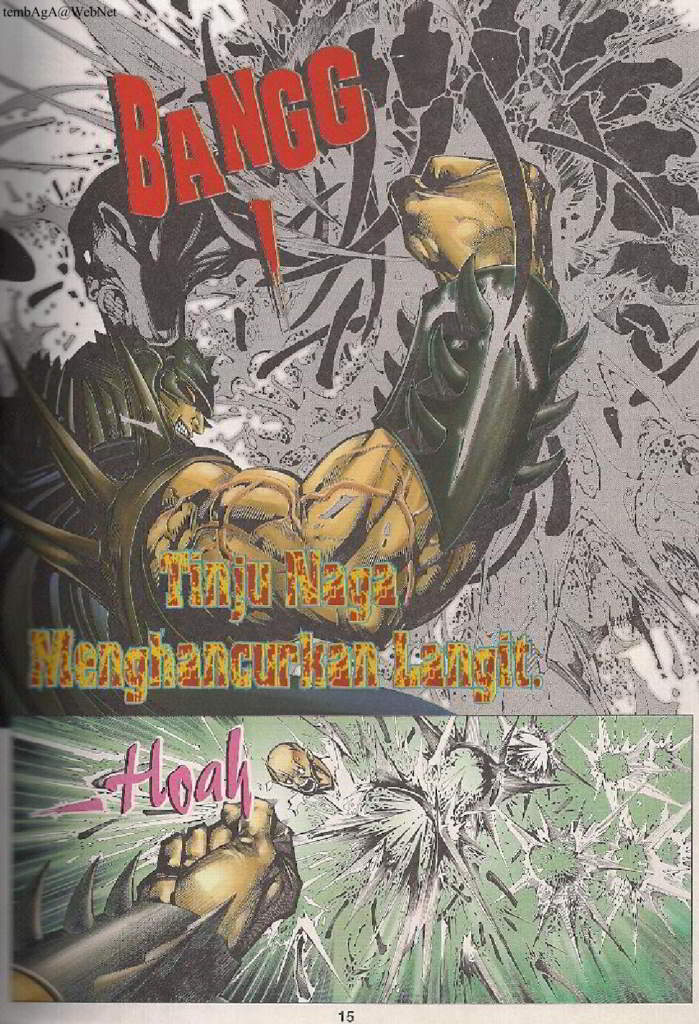 tembAgA@WebNet
BANGG
!
Tinju Naga
Menghancurkan Langit.
Hoah
15